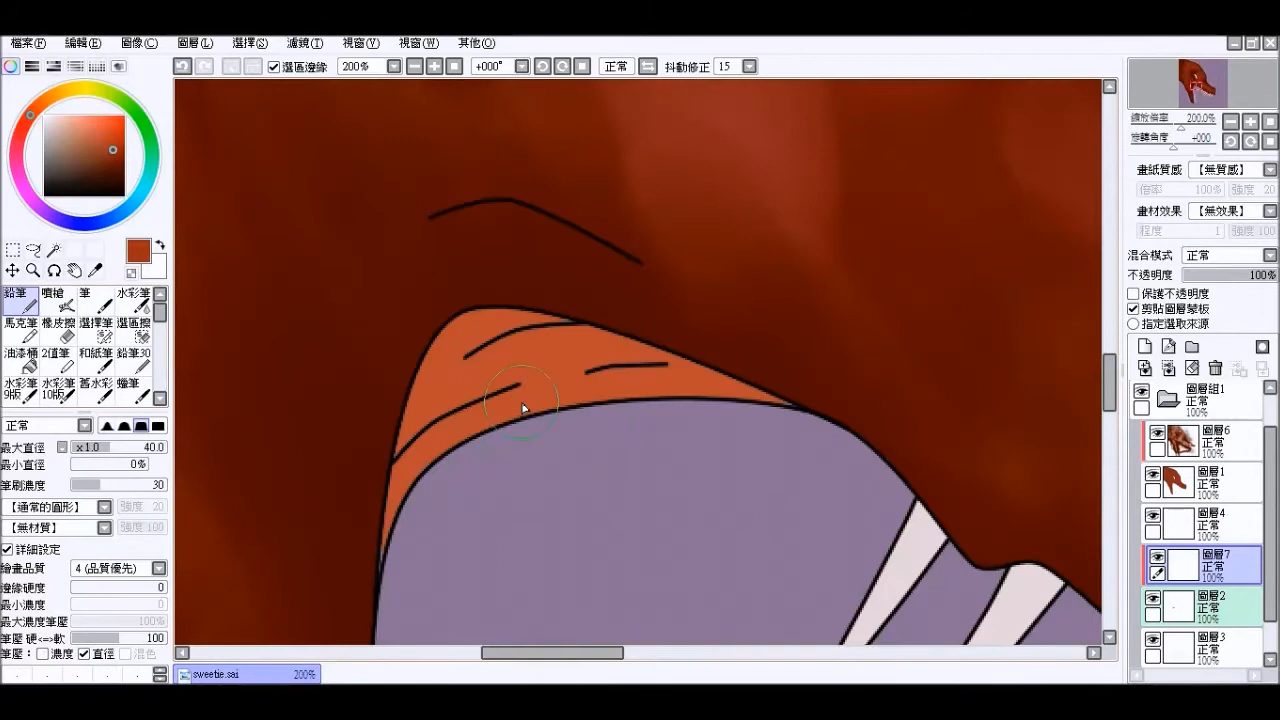 檔案(F) 編輯(E) 圖像(C) 圖層(L) 選擇(S) 濾鏡(T) 視窗(V) 視窗(W) 其他(O)
選區邊緣 200% +000° 正常 抖動修正 15
縮放倍率 200.0%
旋轉角度 +000
畫紙質感 【無質感】
倍率 100% 強度 20
畫材效果 【無效果】
程度 1 強度 100
混合模式 正常
不透明度 100%
保護不透明度
剪貼圖層蒙板
指定選取來源
鉛筆 噴槍 筆 水彩筆
馬克筆 橡皮擦 選擇筆 選區擦
油漆桶 2值筆 和紙筆 鉛筆30
水彩筆 水彩筆 舊水彩 蠟筆
9版 10版
正常
最大直徑 x1.0 40.0
最小直徑 0%
筆刷濃度 30
【通常的圓形】 強度 20
【無材質】 強度 100
詳細設定
繪畫品質 4 (品質優先)
邊緣硬度 0
最小濃度 0
最大濃度筆壓 100%
筆壓 硬<=>軟 100
筆壓: 濃度 直徑 混色
圖層組1
正常
100%
圖層6
正常
100%
圖層1
正常
100%
圖層4
正常
100%
圖層7
正常
100%
圖層2
正常
100%
圖層3
正常
100%
sweetie.sai 200%